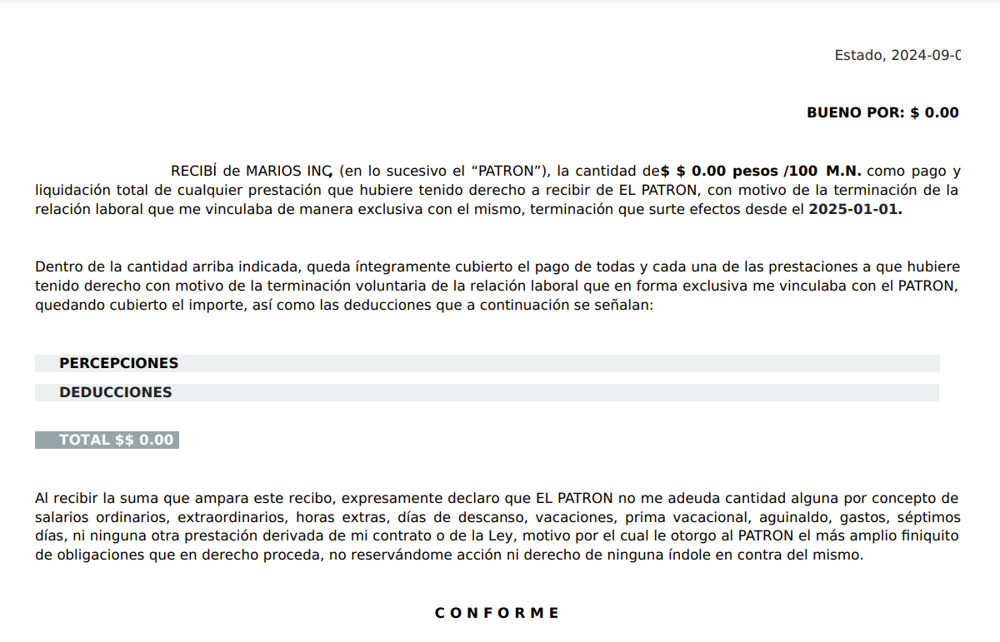 Estado, 2024-09-0
BUENO POR: $ 0.00
RECIBÍ de MARIOS INC, (en lo sucesivo el “PATRON”), la cantidad de$ $ 0.00 pesos /100 M.N. como pago y
liquidación total de cualquier prestación que hubiere tenido derecho a recibir de EL PATRON, con motivo de la terminación de la
relación laboral que me vinculaba de manera exclusiva con el mismo, terminación que surte efectos desde el 2025-01-01.
Dentro de la cantidad arriba indicada, queda íntegramente cubierto el pago de todas y cada una de las prestaciones a que hubiere
tenido derecho con motivo de la terminación voluntaria de la relación laboral que en forma exclusiva me vinculaba con el PATRON,
quedando cubierto el importe, así como las deducciones que a continuación se señalan:
PERCEPCIONES
DEDUCCIONES
TOTAL $$ 0.00
Al recibir la suma que ampara este recibo, expresamente declaro que EL PATRON no me adeuda cantidad alguna por concepto de
salarios ordinarios, extraordinarios, horas extras, días de descanso, vacaciones, prima vacacional, aguinaldo, gastos, séptimos
días, ni ninguna otra prestación derivada de mi contrato o de la Ley, motivo por el cual le otorgo al PATRON el más amplio finiquito
de obligaciones que en derecho proceda, no reservándome acción ni derecho de ninguna índole en contra del mismo.
C O N F O R M E